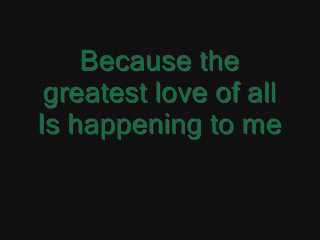 Because the
greatest love of all
Is happening to me